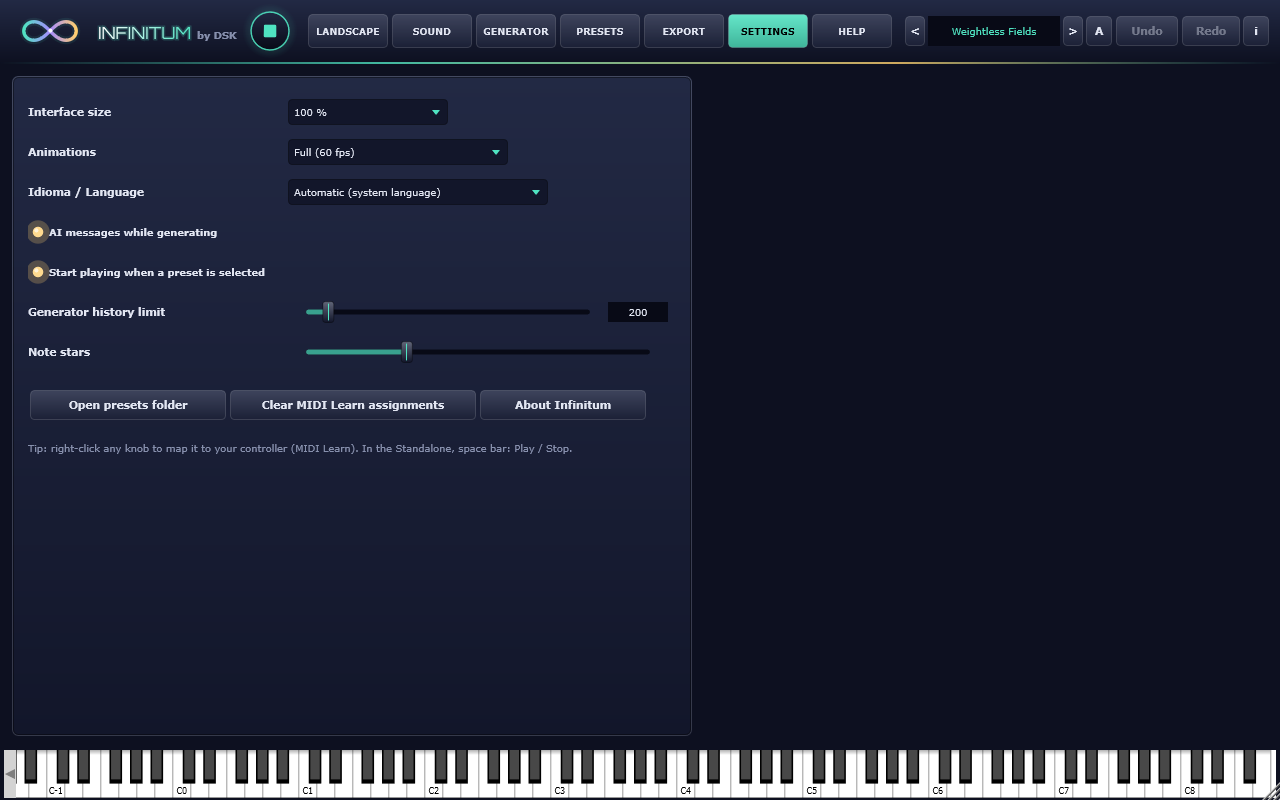 INFINITUM by DSK
LANDSCAPE SOUND GENERATOR PRESETS EXPORT SETTINGS HELP < Weightless Fields > A Undo Redo i
Interface size 100 %
Animations Full (60 fps)
Idioma / Language Automatic (system language)
AI messages while generating
Start playing when a preset is selected
Generator history limit 200
Note stars
Open presets folder Clear MIDI Learn assignments About Infinitum
Tip: right-click any knob to map it to your controller (MIDI Learn). In the Standalone, space bar: Play / Stop.
C-1 C0 C1 C2 C3 C4 C5 C6 C7 C8